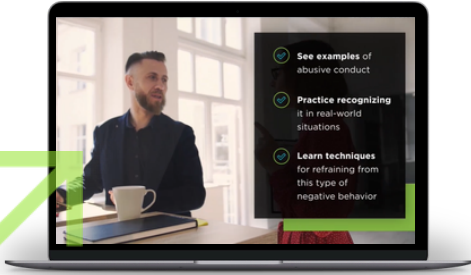 See examples of
abusive conduct
Practice recognizing
it in real-world
situations
Learn techniques
for refraining from
this type of
negative behavior